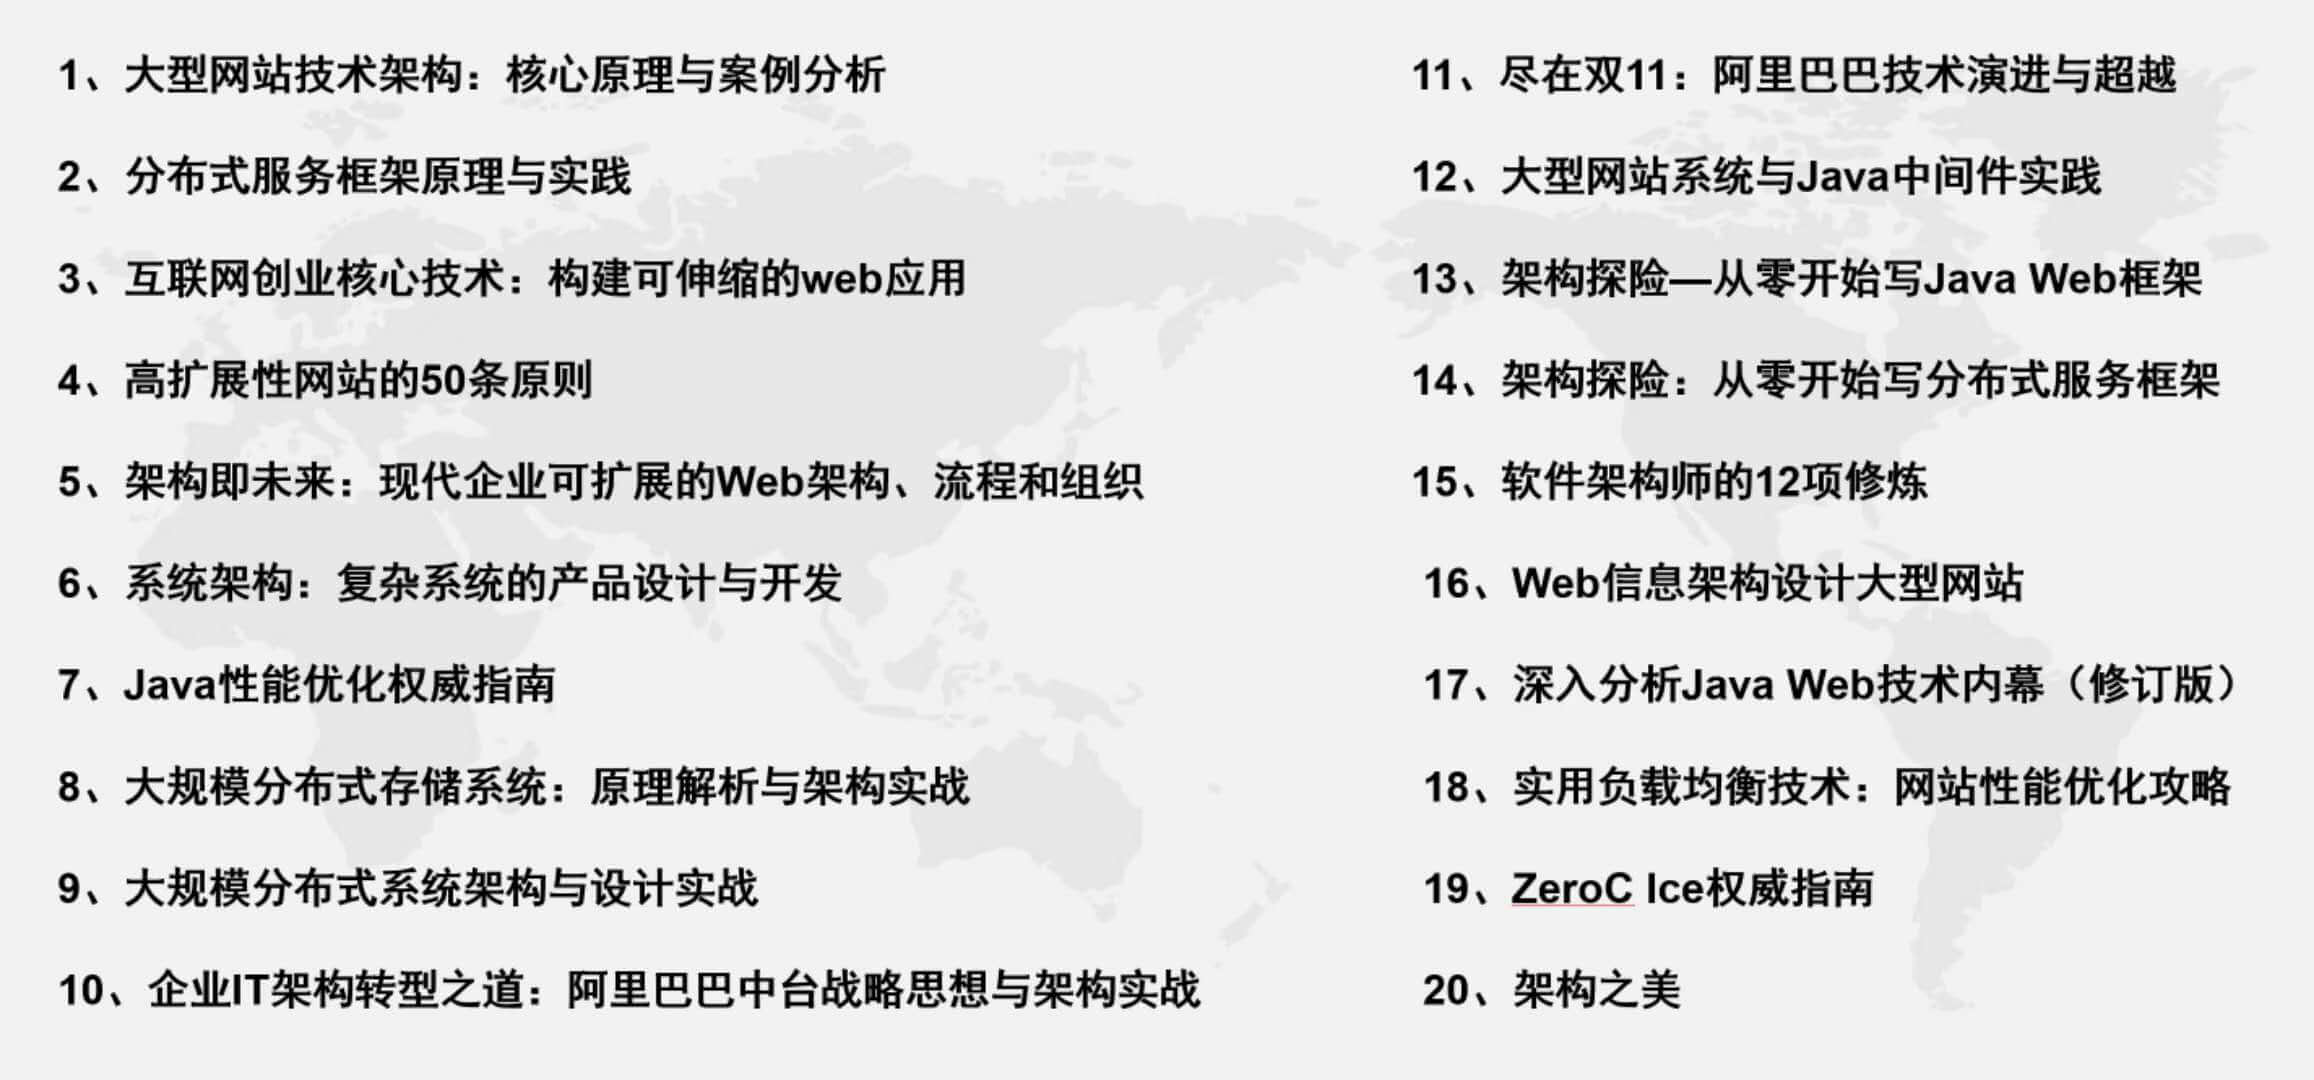 1、大型网站技术架构：核心原理与案例分析
2、分布式服务框架原理与实践
3、互联网创业核心技术：构建可伸缩的web应用
4、高扩展性网站的50条原则
5、架构即未来：现代企业可扩展的Web架构、流程和组织
6、系统架构：复杂系统的产品设计与开发
7、Java性能优化权威指南
8、大规模分布式存储系统：原理解析与架构实战
9、大规模分布式系统架构与设计实战
10、企业IT架构转型之道：阿里巴巴中台战略思想与架构实战
11、尽在双11：阿里巴巴技术演进与超越
12、大型网站系统与Java中间件实践
13、架构探险—从零开始写Java Web框架
14、架构探险：从零开始写分布式服务框架
15、软件架构师的12项修炼
16、Web信息架构设计大型网站
17、深入分析Java Web技术内幕（修订版）
18、实用负载均衡技术：网站性能优化攻略
19、ZeroC Ice权威指南
20、架构之美